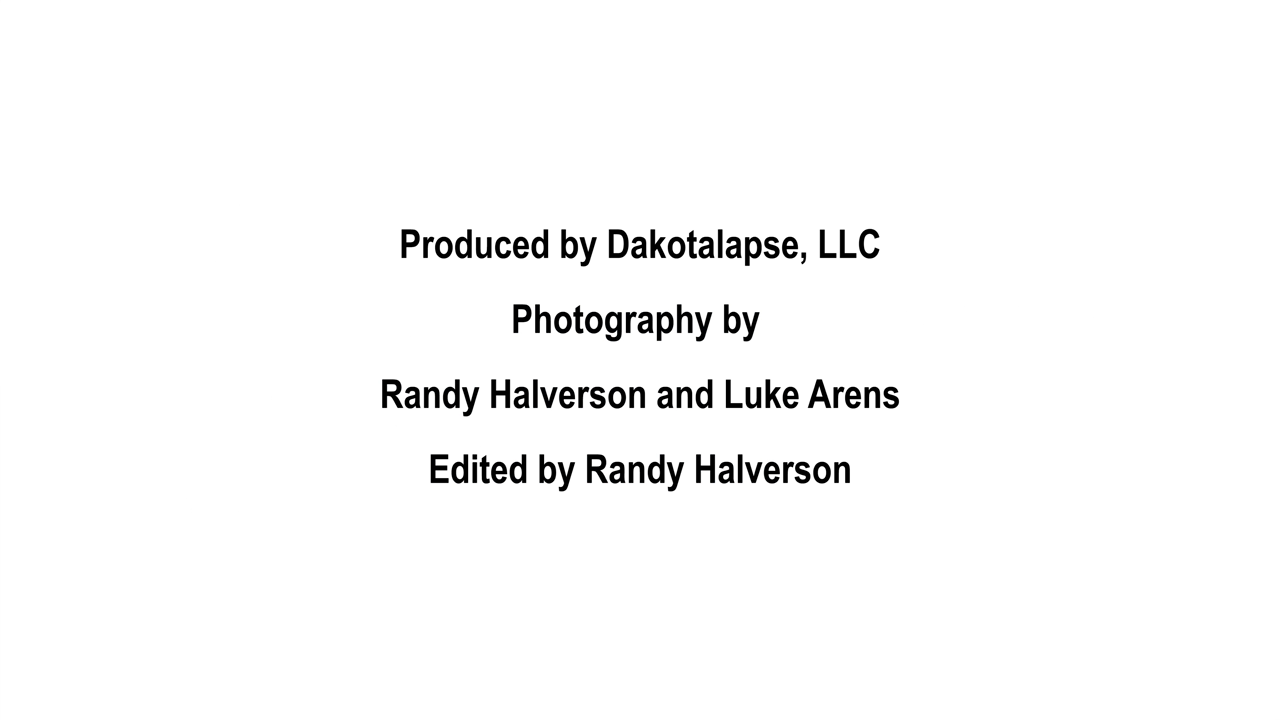 Produced by Dakotalapse, LLC
Photography by
Randy Halverson and Luke Arens
Edited by Randy Halverson